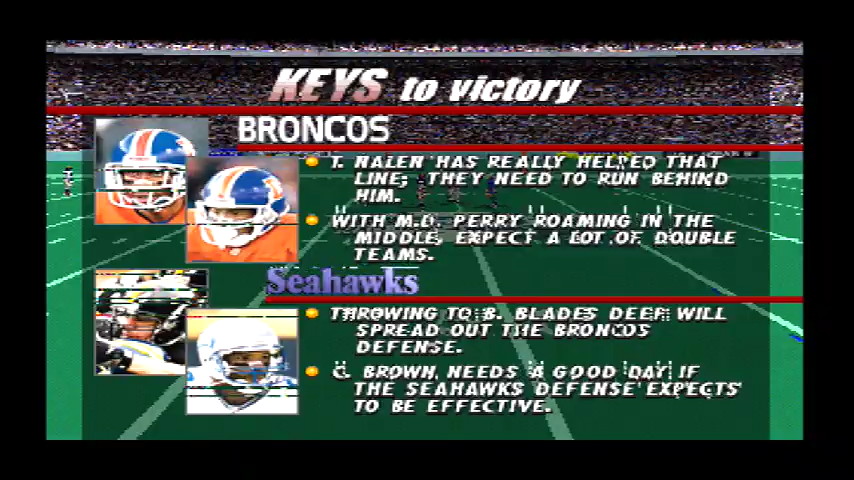 KEYS to victory
BRONCOS
T. NALEN HAS REALLY HELPED THAT
LINE; THEY NEED TO RUN BEHIND
HIM.
WITH M.D. PERRY ROAMING IN THE
MIDDLE, EXPECT A LOT OF DOUBLE
TEAMS.
Seahawks
THROWING TO B. BLADES DEEP WILL
SPREAD OUT THE BRONCOS
DEFENSE.
C. BROWN NEEDS A GOOD DAY IF
THE SEAHAWKS DEFENSE EXPECTS
TO BE EFFECTIVE.